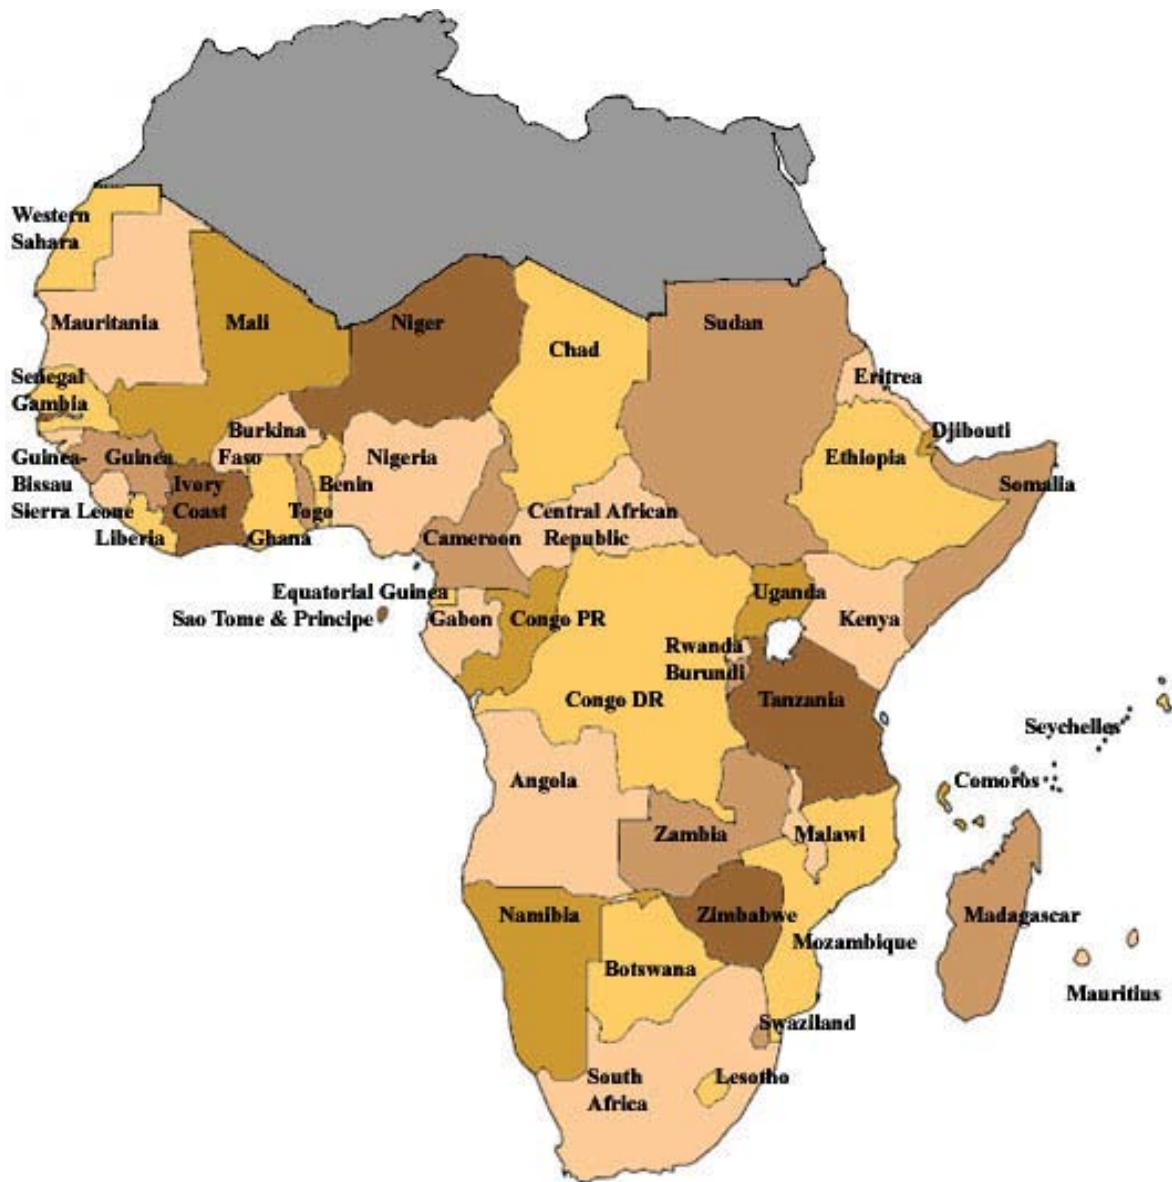 Western
Sahara
Mauritania
Mali
Niger
Chad
Sudan
Eritrea
Senegal
Gambia
Djibouti
Burkina
Faso
Nigeria
Ethiopia
Somalia
Guinea-
Bissau
Guinea
Ivory
Coast
Benin
Togo
Sierra Leone
Liberia
Ghana
Cameroon
Central African
Republic
Equatorial Guinea
Sao Tome & Principe
Gabon
Congo PR
Uganda
Kenya
Rwanda
Burundi
Congo DR
Tanzania
Seychelles
Comoros
Angola
Zambia
Malawi
Namibia
Zimbabwe
Mozambique
Madagascar
Botswana
Mauritius
Swaziland
South
Africa
Lesotho